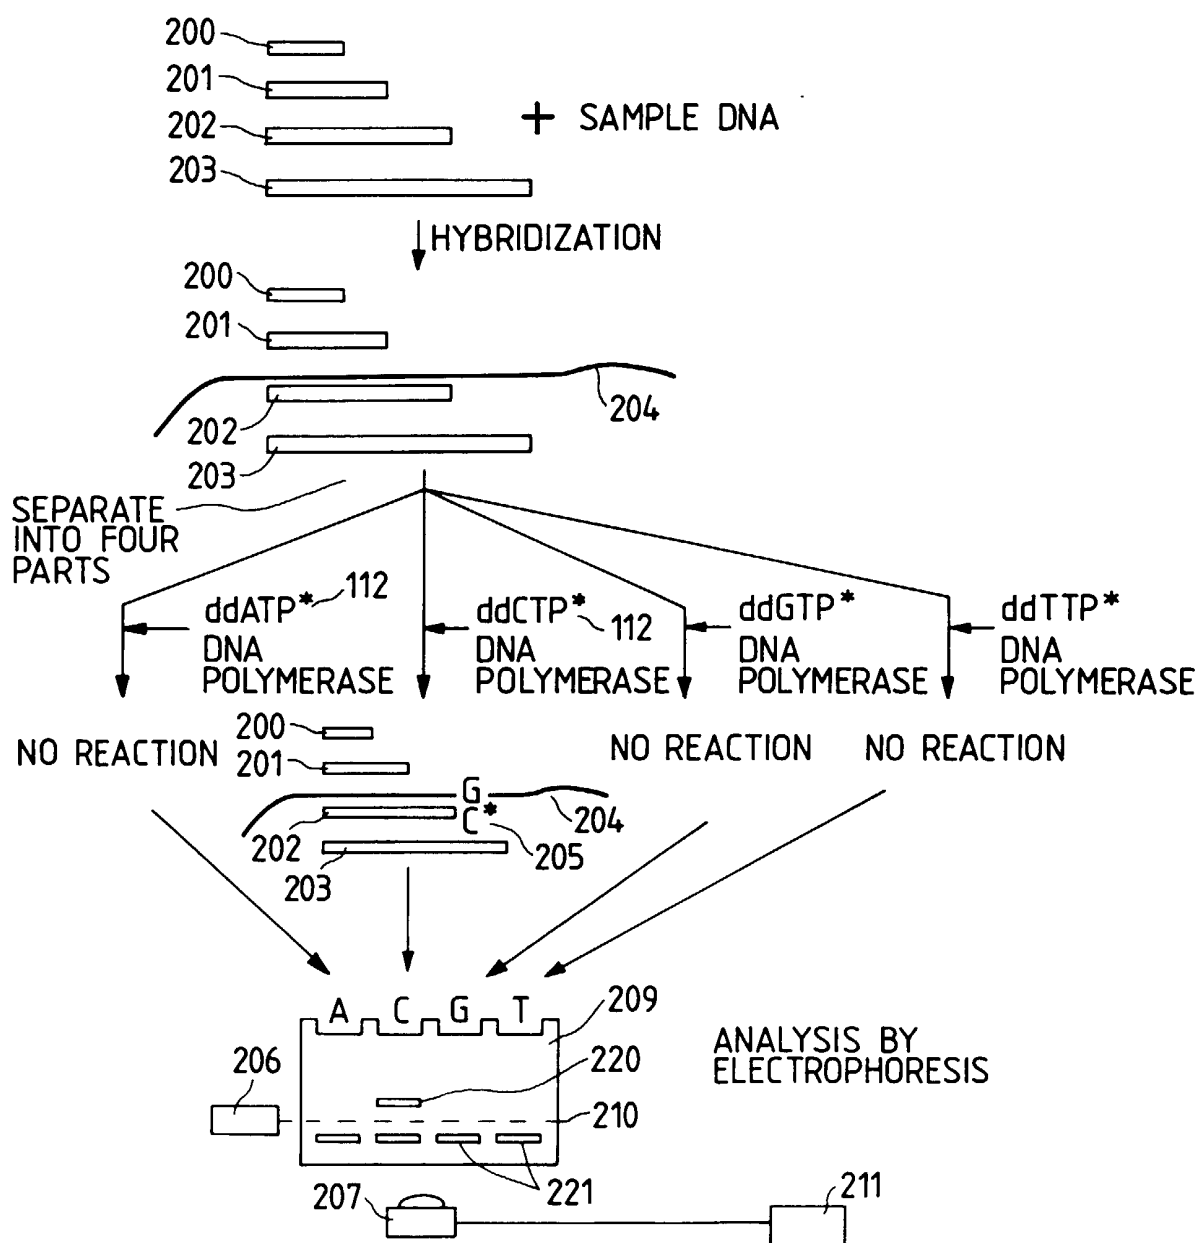 200
201
202
203
+ SAMPLE DNA
HYBRIDIZATION
200
201
202
203
204
SEPARATE
INTO FOUR
PARTS
ddATP* 112
DNA
POLYMERASE
ddCTP* 112
DNA
POLYMERASE
ddGTP*
DNA
POLYMERASE
ddTTP*
DNA
POLYMERASE
NO REACTION
200
201
G
C*
202
203
204
205
NO REACTION
NO REACTION
A C G T
209
220
206
210
221
207
211
ANALYSIS BY
ELECTROPHORESIS